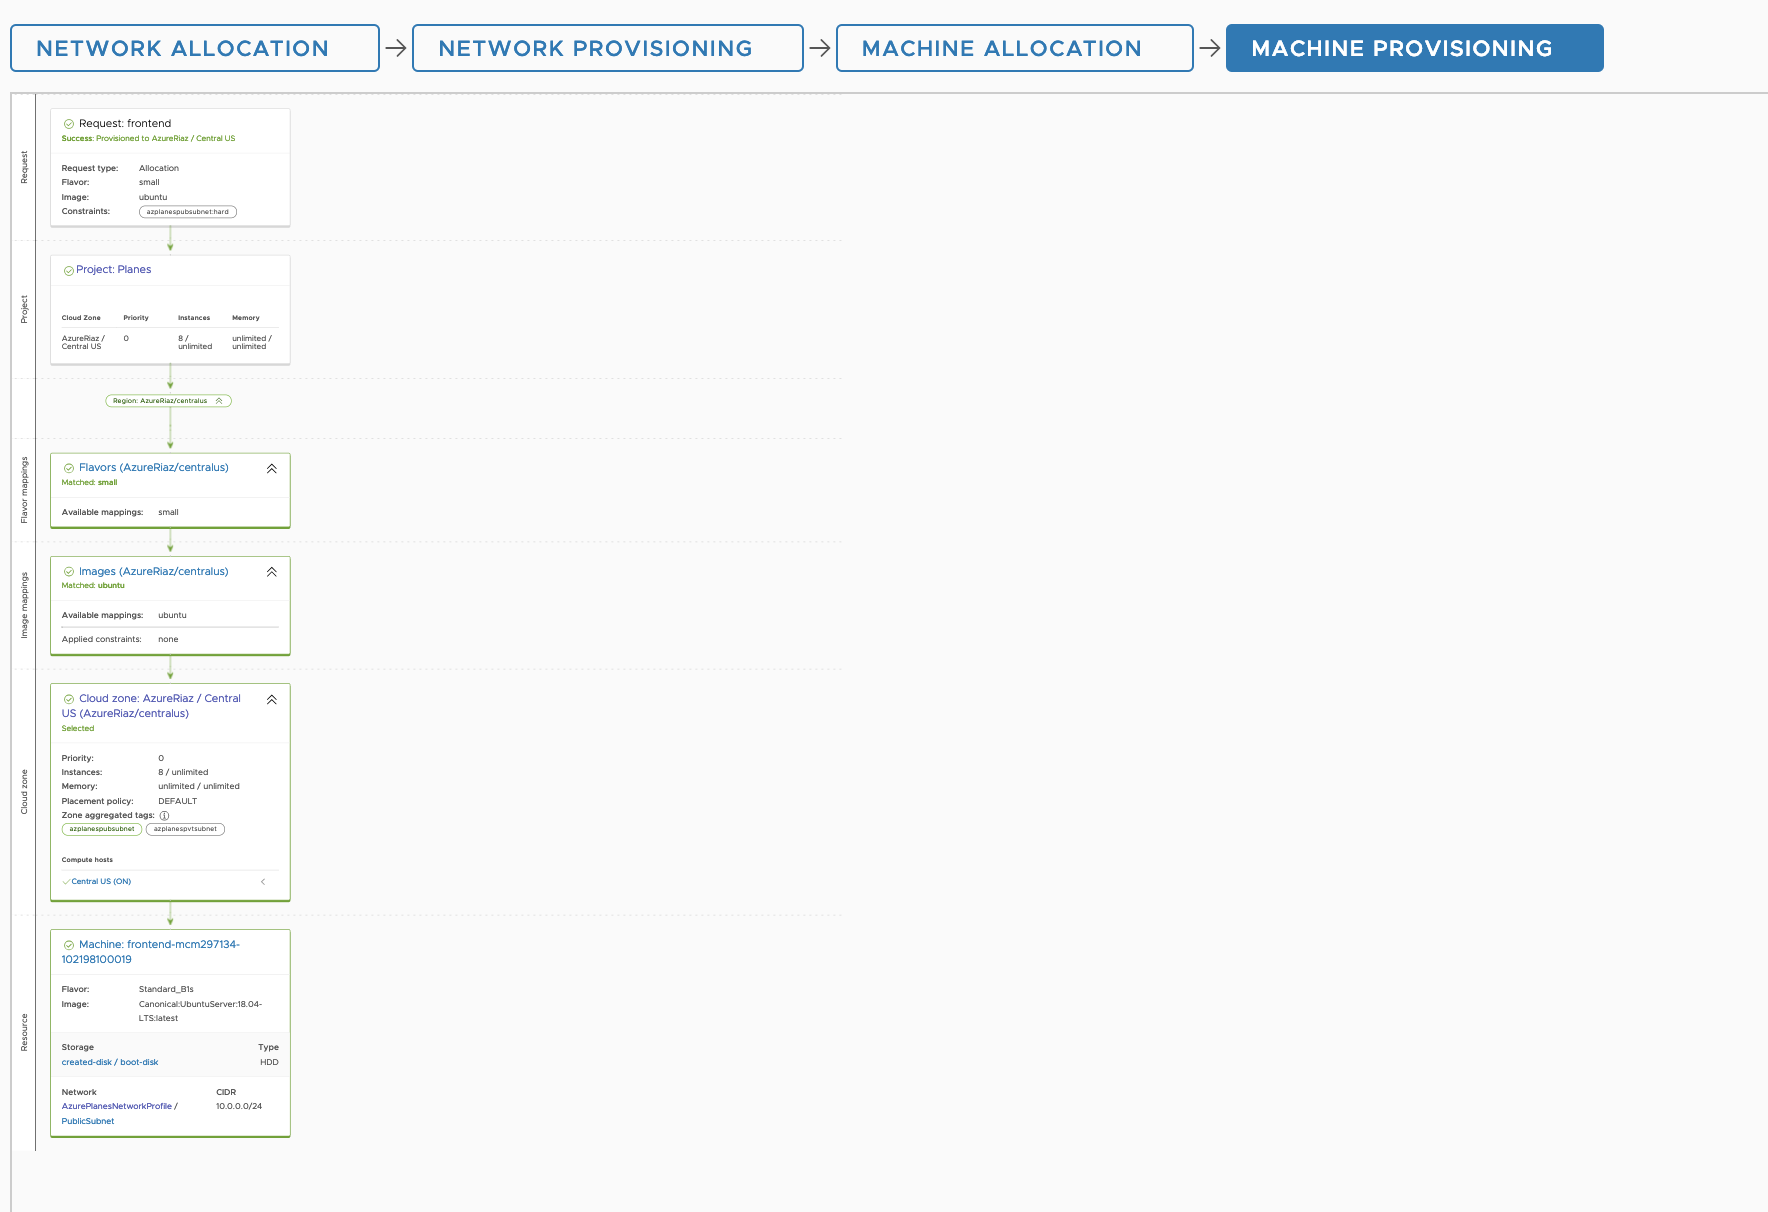 NETWORK ALLOCATION
NETWORK PROVISIONING
MACHINE ALLOCATION
MACHINE PROVISIONING
Request
Request: frontend
Success: Provisioned to AzureRiaz / Central US
Request type: Allocation
Flavor: small
Image: ubuntu
Constraints: azplanespubsubnet:hard
Project
Project: Planes
Cloud Zone Priority Instances Memory
AzureRiaz / 0 8 / unlimited /
Central US unlimited unlimited
Region: AzureRiaz/centralus
Flavor mappings
Flavors (AzureRiaz/centralus)
Matched: small
Available mappings: small
Image mappings
Images (AzureRiaz/centralus)
Matched: ubuntu
Available mappings: ubuntu
Applied constraints: none
Cloud zone
Cloud zone: AzureRiaz / Central
US (AzureRiaz/centralus)
Selected
Priority: 0
Instances: 8 / unlimited
Memory: unlimited / unlimited
Placement policy: DEFAULT
Zone aggregated tags:
azplanespubsubnet azplanespvtsubnet
Compute hosts
Central US (ON)
Resource
Machine: frontend-mcm297134-
102198100019
Flavor: Standard_B1s
Image: Canonical:UbuntuServer:18.04-
LTS:latest
Storage Type
created-disk / boot-disk HDD
Network CIDR
AzurePlanesNetworkProfile / 10.0.0.0/24
PublicSubnet